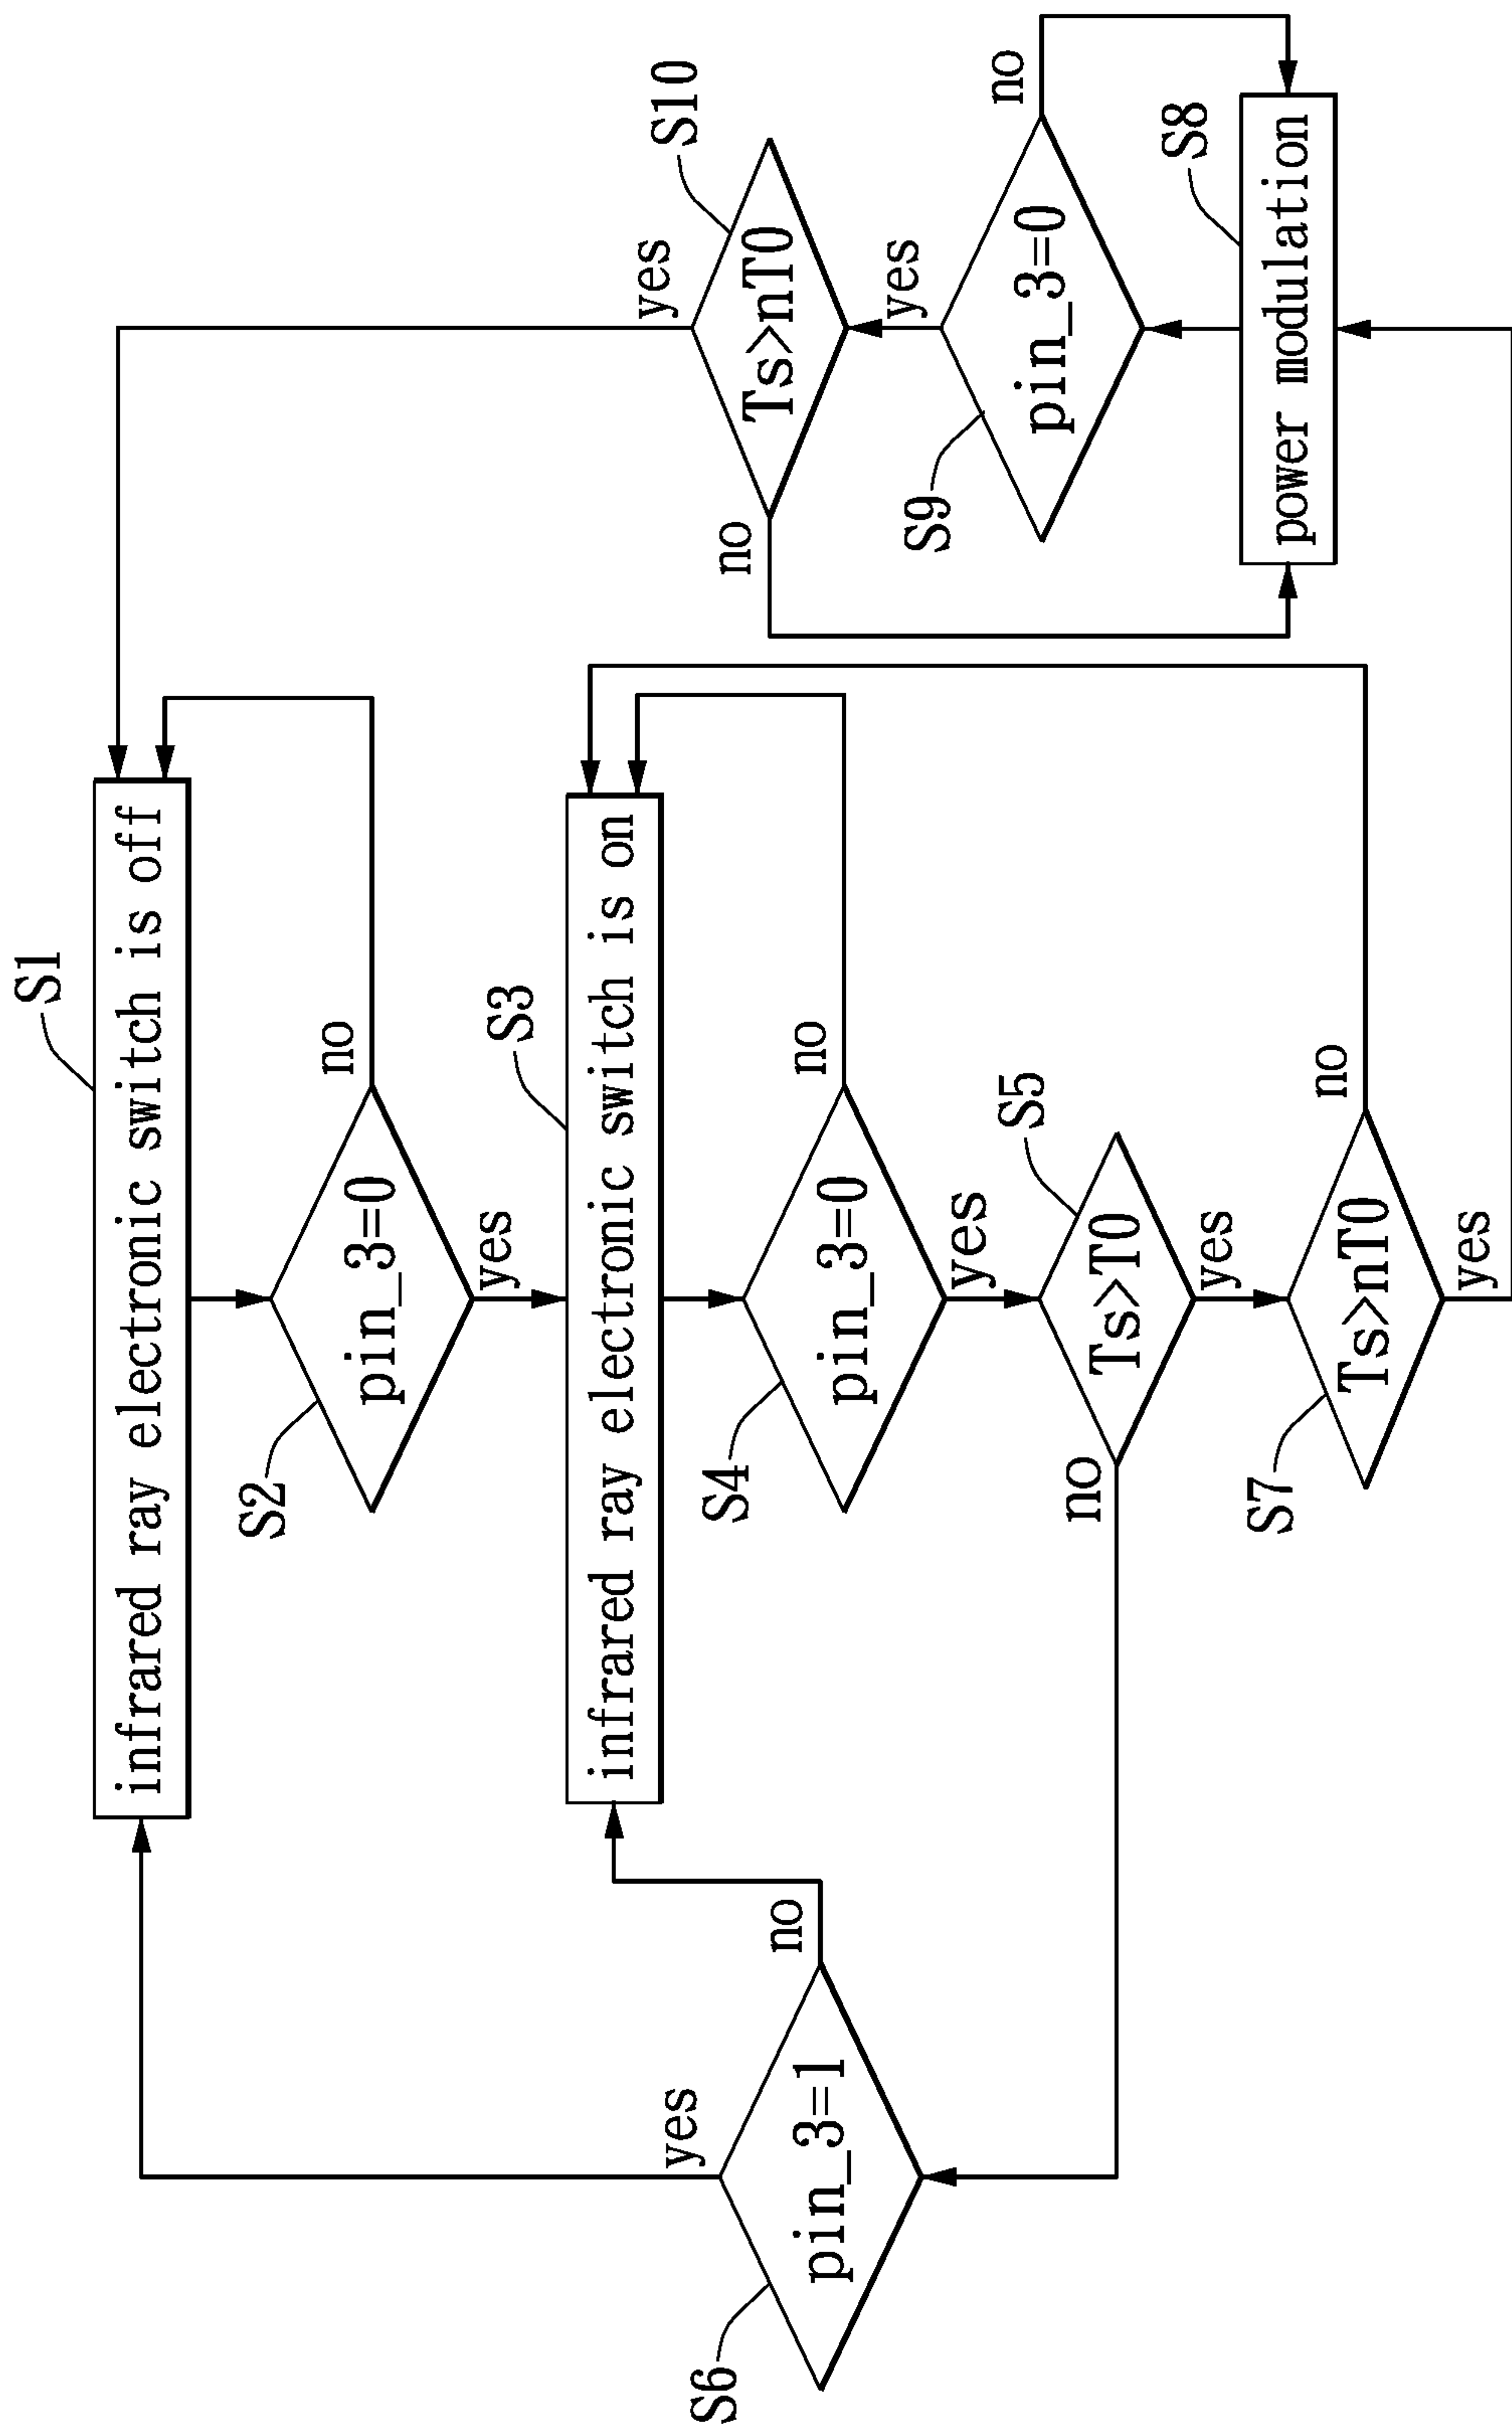 S1
infrared ray electronic switch is off
S2
pin_3=0
no
yes
S3
infrared ray electronic switch is on
S4
pin_3=0
no
yes
S5
Ts>T0
no
yes
S6
pin_3=1
yes
no
S7
Ts>nT0
no
yes
S8
power modulation
S9
pin_3=0
no
yes
S10
Ts>nT0
no
yes